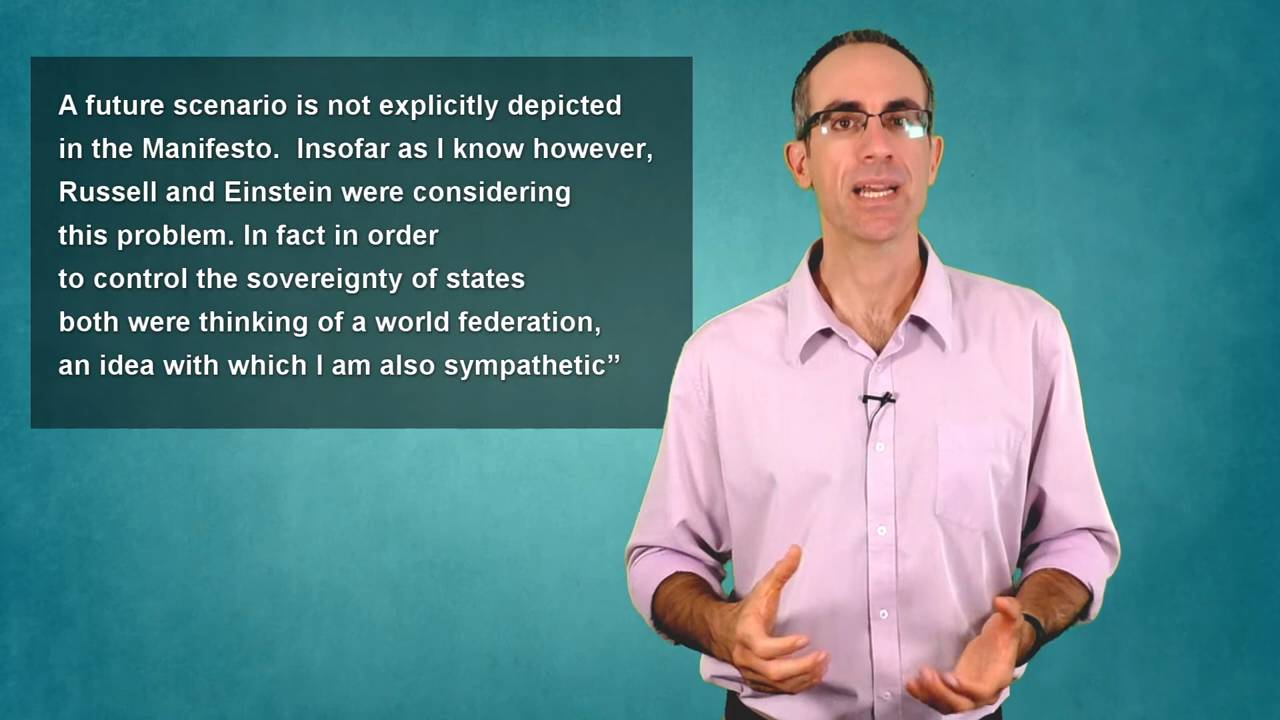 A future scenario is not explicitly depicted
in the Manifesto.  Insofar as I know however,
Russell and Einstein were considering
this problem. In fact in order
to control the sovereignty of states
both were thinking of a world federation,
an idea with which I am also sympathetic”